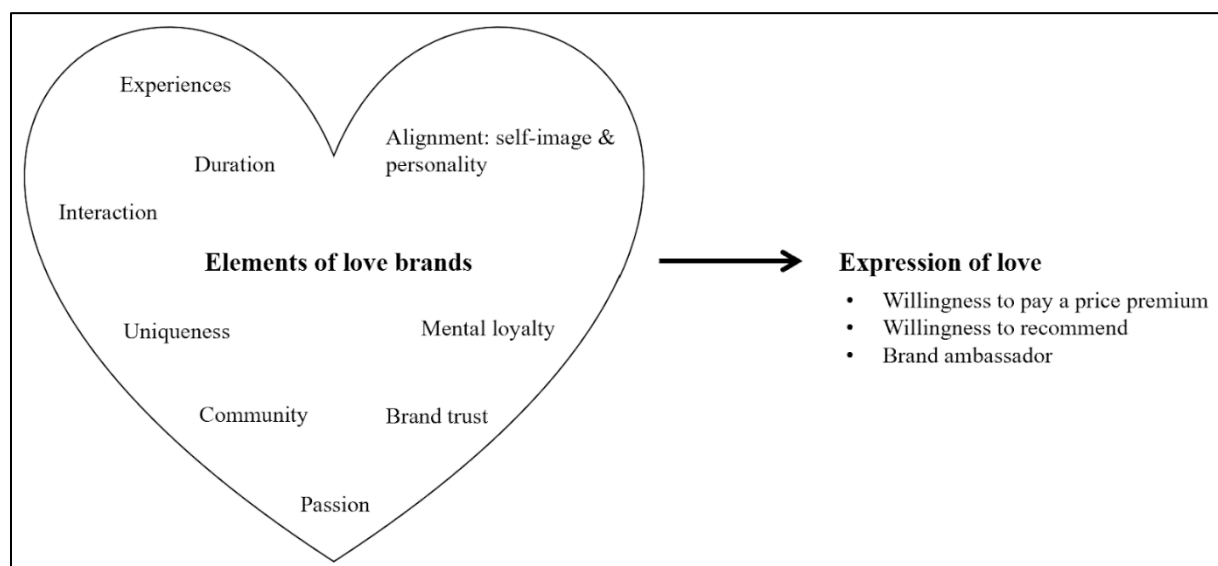 Experiences
Alignment: self-image &
personality
Duration
Interaction
Elements of love brands
Uniqueness
Mental loyalty
Community
Brand trust
Passion
Expression of love
• Willingness to pay a price premium
• Willingness to recommend
• Brand ambassador